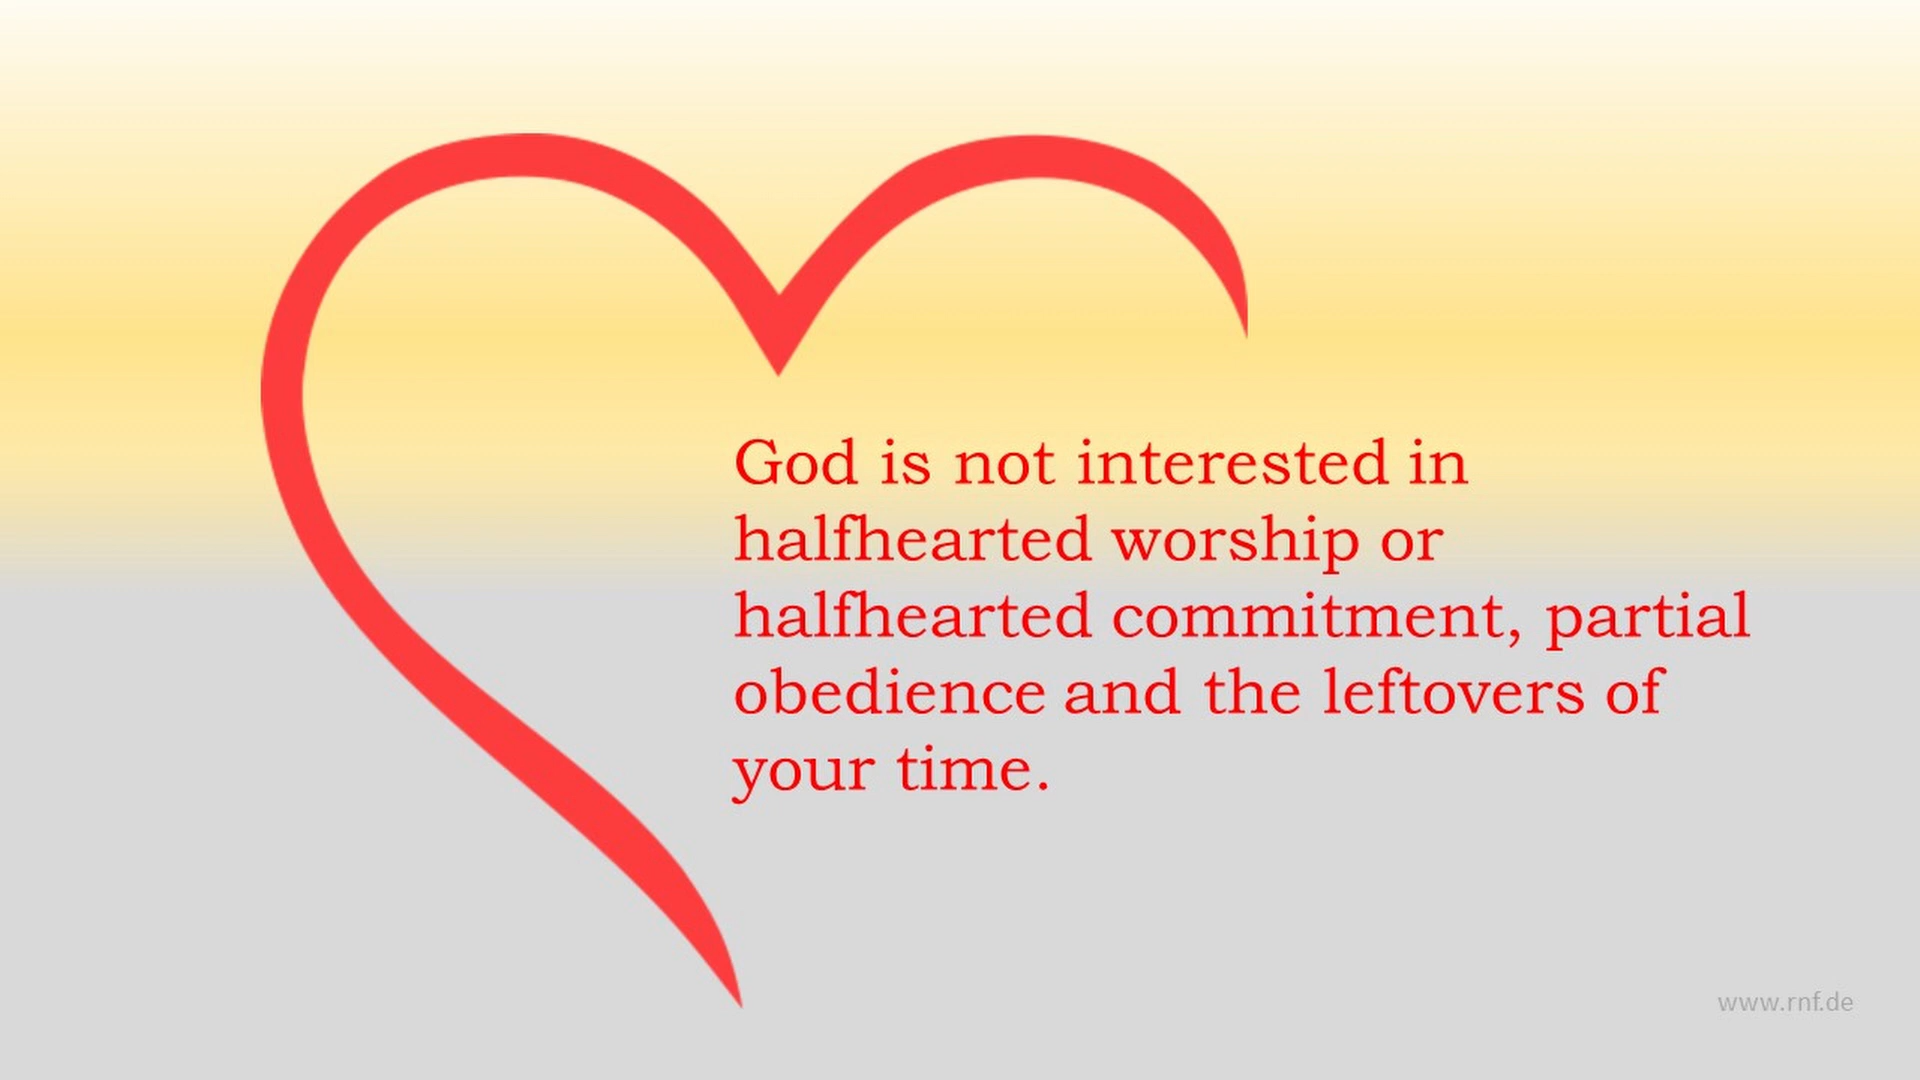 God is not interested in
halfhearted worship or
halfhearted commitment, partial
obedience and the leftovers of
your time.
www.rnf.de